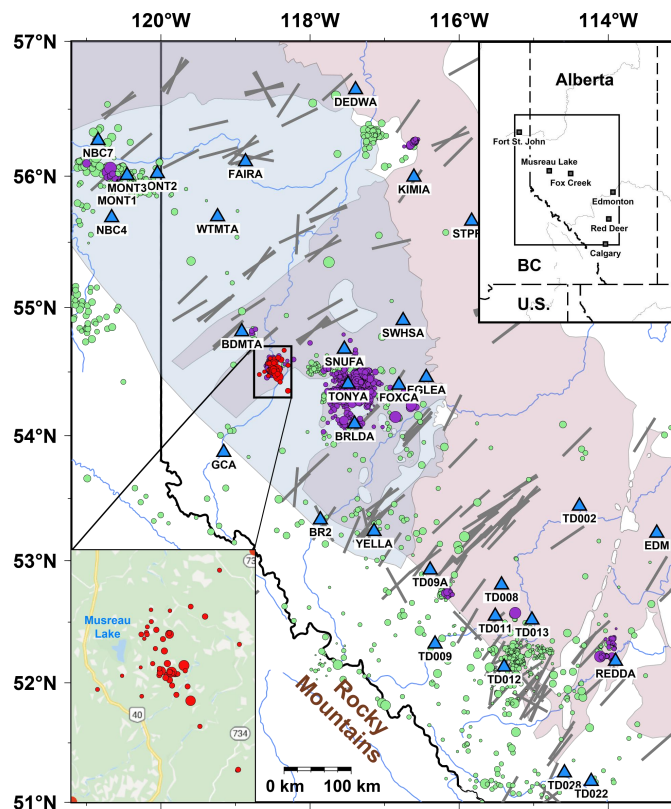 120°W
118°W
116°W
114°W
57°N
56°N
55°N
54°N
53°N
52°N
51°N
Alberta
Fort St. John
Musreau Lake
Fox Creek
Edmonton
Red Deer
Calgary
BC
U.S.
DEDWA
NBC7
FAIRA
MONT3
ONT2
MONT1
KIMIA
NBC4
WTMTA
STPF
SWHSA
BDMTA
SNUFA
TONYA
FOXCA
EGLEA
BRLDA
GCA
BR2
YELLA
TD002
EDM
TD09A
TD008
TD011
TD013
TD009
TD012
REDDA
TD028
TD022
Rocky
Mountains
73
Musreau
Lake
40
734
0 km
100 km